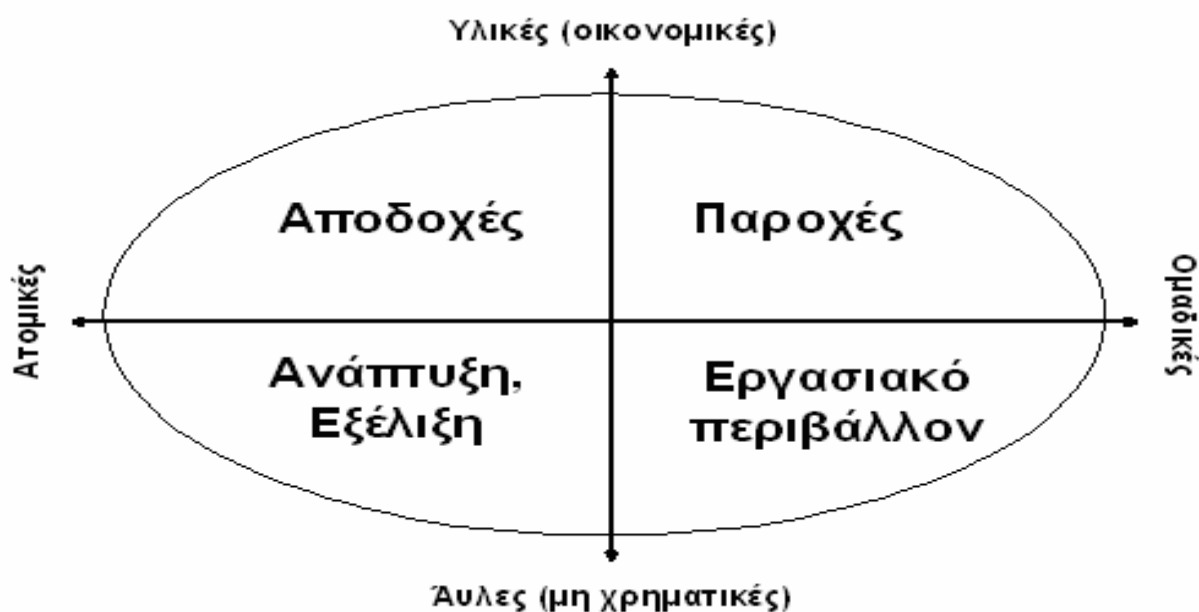 Υλικές (οικονομικές)
Αποδοχές
Παροχές
Ατομικές
Ομαδικές
Ανάπτυξη,
Εξέλιξη
Εργασιακό
περιβάλλον
Άυλες (μη χρηματικές)